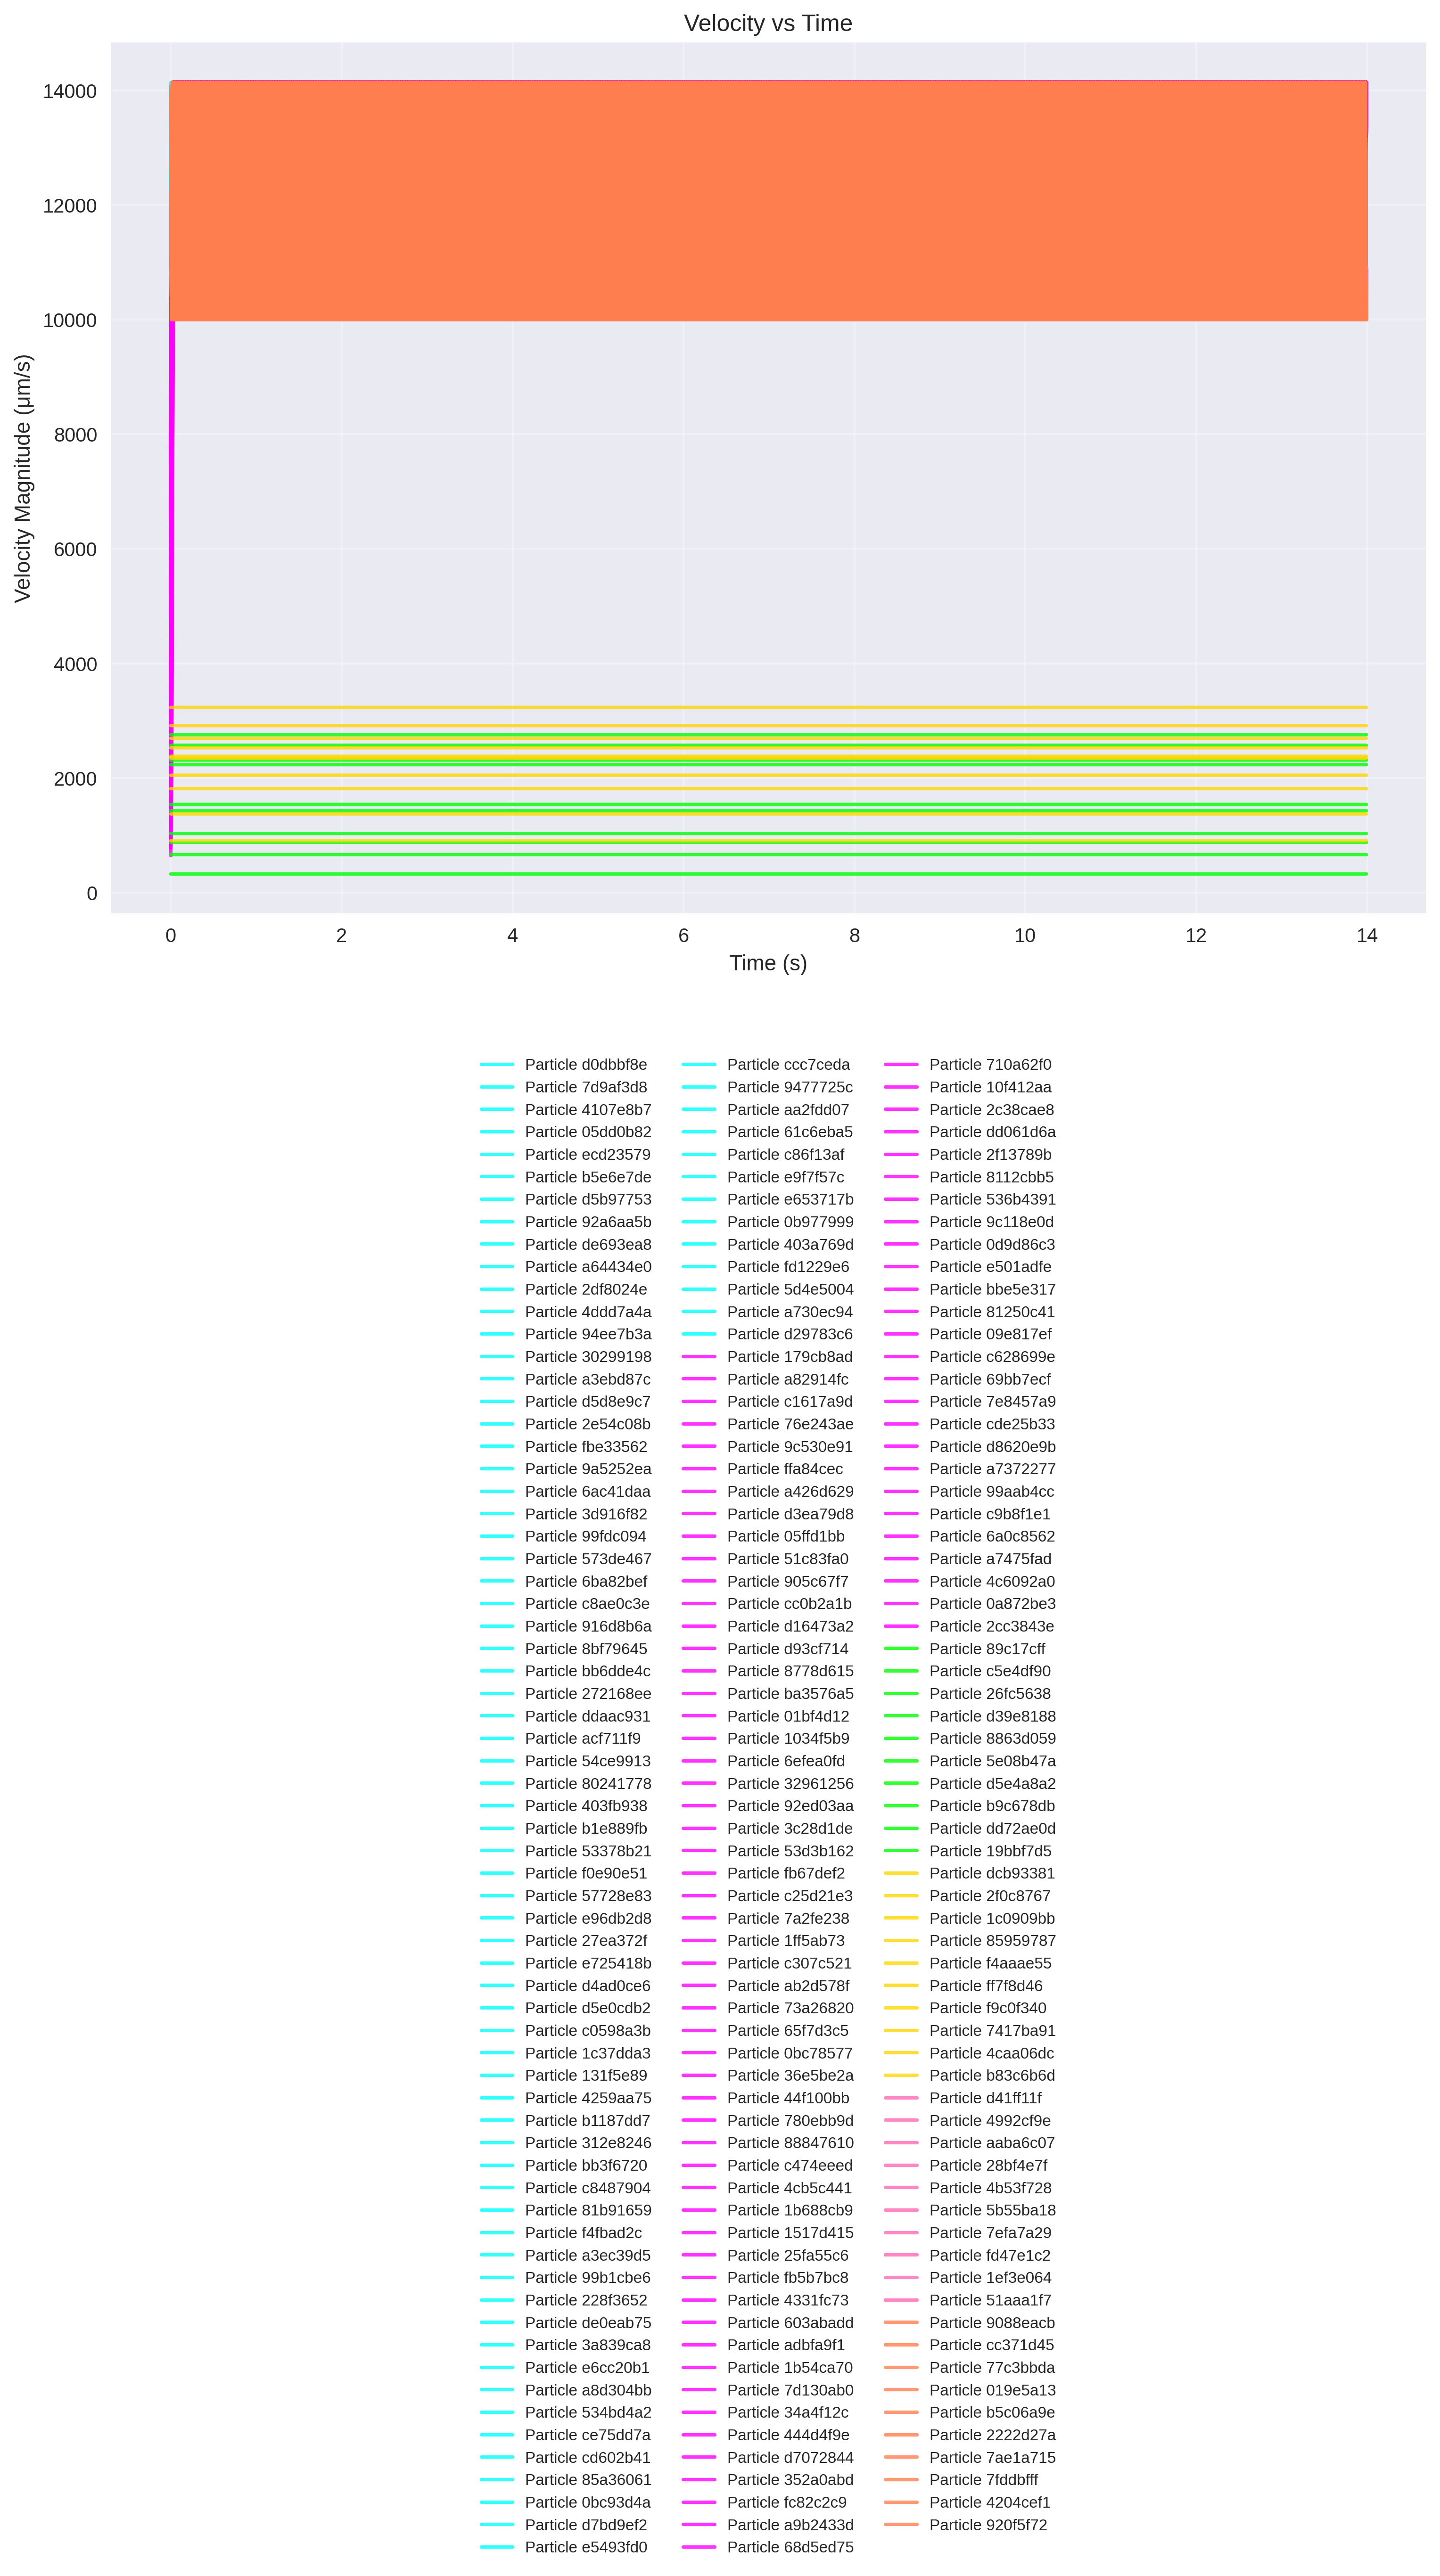 Velocity vs Time
14000
12000
10000
8000
6000
4000
2000
0
Velocity Magnitude (μm/s)
0 2 4 6 8 10 12 14
Time (s)
Particle d0dbbf8e Particle ccc7ceda Particle 710a62f0
Particle 7d9af3d8 Particle 9477725c Particle 10f412aa
Particle 4107e8b7 Particle aa2fdd07 Particle 2c38cae8
Particle 05dd0b82 Particle 61c6eba5 Particle dd061d6a
Particle ecd23579 Particle c86f13af Particle 2f13789b
Particle b5e6e7de Particle e9f7f57c Particle 8112cbb5
Particle d5b97753 Particle e653717b Particle 536b4391
Particle 92a6aa5b Particle 0b977999 Particle 9c118e0d
Particle de693ea8 Particle 403a769d Particle 0d9d86c3
Particle a64434e0 Particle fd1229e6 Particle e501adfe
Particle 2df8024e Particle 5d4e5004 Particle bbe5e317
Particle 4ddd7a4a Particle a730ec94 Particle 81250c41
Particle 94ee7b3a Particle d29783c6 Particle 09e817ef
Particle 30299198 Particle 179cb8ad Particle c628699e
Particle a3ebd87c Particle a82914fc Particle 69bb7ecf
Particle d5d8e9c7 Particle c1617a9d Particle 7e8457a9
Particle 2e54c08b Particle 76e243ae Particle cde25b33
Particle fbe33562 Particle 9c530e91 Particle d8620e9b
Particle 9a5252ea Particle ffa84cec Particle a7372277
Particle 6ac41daa Particle a426d629 Particle 99aab4cc
Particle 3d916f82 Particle d3ea79d8 Particle c9b8f1e1
Particle 99fdc094 Particle 05ffd1bb Particle 6a0c8562
Particle 573de467 Particle 51c83fa0 Particle a7475fad
Particle 6ba82bef Particle 905c67f7 Particle 4c6092a0
Particle c8ae0c3e Particle cc0b2a1b Particle 0a872be3
Particle 916d8b6a Particle d16473a2 Particle 2cc3843e
Particle 8bf79645 Particle d93cf714 Particle 89c17cff
Particle bb6dde4c Particle 8778d615 Particle c5e4df90
Particle 272168ee Particle ba3576a5 Particle 26fc5638
Particle ddaac931 Particle 01bf4d12 Particle d39e8188
Particle acf711f9 Particle 1034f5b9 Particle 8863d059
Particle 54ce9913 Particle 6efea0fd Particle 5e08b47a
Particle 80241778 Particle 32961256 Particle d5e4a8a2
Particle 403fb938 Particle 92ed03aa Particle b9c678db
Particle b1e889fb Particle 3c28d1de Particle dd72ae0d
Particle 53378b21 Particle 53d3b162 Particle 19bbf7d5
Particle f0e90e51 Particle fb67def2 Particle dcb93381
Particle 57728e83 Particle c25d21e3 Particle 2f0c8767
Particle e96db2d8 Particle 7a2fe238 Particle 1c0909bb
Particle 27ea372f Particle 1ff5ab73 Particle 85959787
Particle e725418b Particle c307c521 Particle f4aaae55
Particle d4ad0ce6 Particle ab2d578f Particle ff7f8d46
Particle d5e0cdb2 Particle 73a26820 Particle f9c0f340
Particle c0598a3b Particle 65f7d3c5 Particle 7417ba91
Particle 1c37dda3 Particle 0bc78577 Particle 4caa06dc
Particle 131f5e89 Particle 36e5be2a Particle b83c6b6d
Particle 4259aa75 Particle 44f100bb Particle d41ff11f
Particle b1187dd7 Particle 780ebb9d Particle 4992cf9e
Particle 312e8246 Particle 88847610 Particle aaba6c07
Particle bb3f6720 Particle c474eeed Particle 28bf4e7f
Particle c8487904 Particle 4cb5c441 Particle 4b53f728
Particle 81b91659 Particle 1b688cb9 Particle 5b55ba18
Particle f4fbad2c Particle 1517d415 Particle 7efa7a29
Particle a3ec39d5 Particle 25fa55c6 Particle fd47e1c2
Particle 99b1cbe6 Particle fb5b7bc8 Particle 1ef3e064
Particle 228f3652 Particle 4331fc73 Particle 51aaa1f7
Particle de0eab75 Particle 603abadd Particle 9088eacb
Particle 3a839ca8 Particle adbfa9f1 Particle cc371d45
Particle e6cc20b1 Particle 1b54ca70 Particle 77c3bbda
Particle a8d304bb Particle 7d130ab0 Particle 019e5a13
Particle 534bd4a2 Particle 34a4f12c Particle b5c06a9e
Particle ce75dd7a Particle 444d4f9e Particle 2222d27a
Particle cd602b41 Particle d7072844 Particle 7ae1a715
Particle 85a36061 Particle 352a0abd Particle 7fddbfff
Particle 0bc93d4a Particle fc82c2c9 Particle 4204cef1
Particle d7bd9ef2 Particle a9b2433d Particle 920f5f72
Particle e5493fd0 Particle 68d5ed75